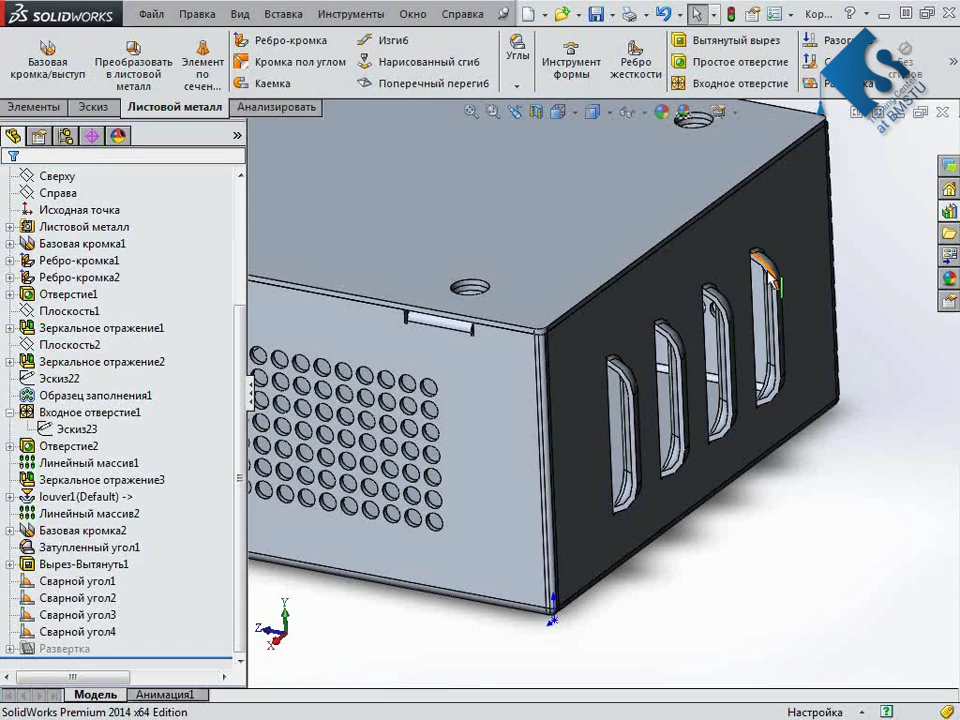 SOLIDWORKS
Файл Правка Вид Вставка Инструменты Окно Справка
Кор... ?
Базовая кромка/выступ
Преобразовать в листовой металл
Элемент по сечен...
Ребро-кромка
Кромка пол углом
Каемка
Изгиб
Нарисованный сгиб
Поперечный перегиб
Углы
Инструмент формы
Ребро жесткости
Вытянутый вырез
Простое отверстие
Входное отверстие
Training Center
at BMSTU
Элементы Эскиз Листовой металл Анализировать
Сверху
Справа
Исходная точка
Листовой металл
Базовая кромка1
Ребро-кромка1
Ребро-кромка2
Отверстие1
Плоскость1
Зеркальное отражение1
Плоскость2
Зеркальное отражение2
Эскиз22
Образец заполнения1
Входное отверстие1
Эскиз23
Отверстие2
Линейный массив1
Зеркальное отражение3
louver1(Default) ->
Линейный массив2
Базовая кромка2
Затупленный угол1
Вырез-Вытянуть1
Сварной угол1
Сварной угол2
Сварной угол3
Сварной угол4
Развертка
Y
Z
X
Модель Анимация1
SolidWorks Premium 2014 x64 Edition
Настройка